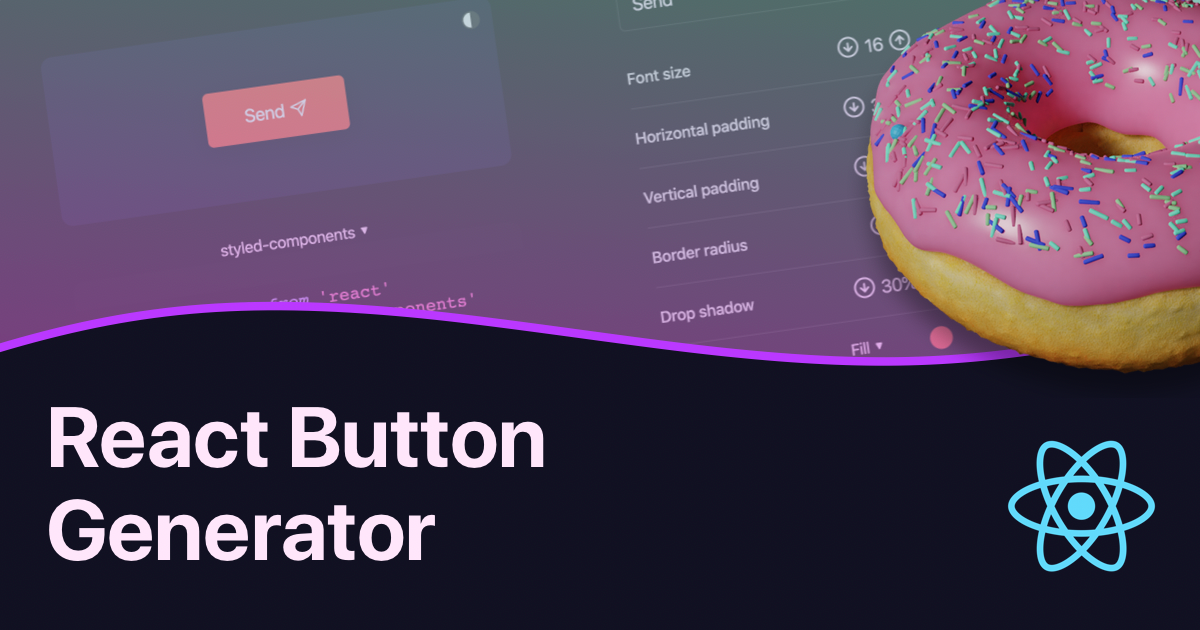 Send
Send
styled-components ▾
from 'react'
Font size
16
Horizontal padding
Vertical padding
Border radius
Drop shadow
30%
Fill ▾
React Button
Generator